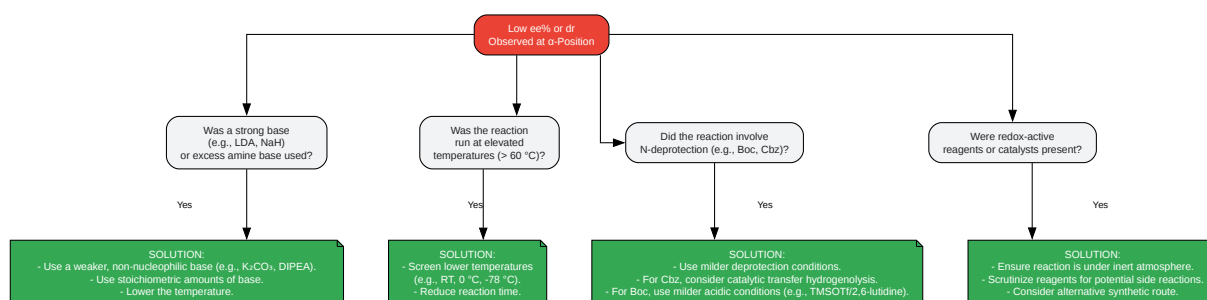 Low ee% or dr
Observed at α-Position
Was a strong base
(e.g., LDA, NaH)
or excess amine base used?
Was the reaction
run at elevated
temperatures (> 60 °C)?
Did the reaction involve
N-deprotection (e.g., Boc, Cbz)?
Were redox-active
reagents or catalysts present?
Yes
Yes
Yes
Yes
SOLUTION:
- Use a weaker, non-nucleophilic base (e.g., K₂CO₃, DIPEA).
- Use stoichiometric amounts of base.
- Lower the temperature.
SOLUTION:
- Screen lower temperatures
(e.g., RT, 0 °C, -78 °C).
- Reduce reaction time.
SOLUTION:
- Use milder deprotection conditions.
- For Cbz, consider catalytic transfer hydrogenolysis.
- For Boc, use milder acidic conditions (e.g., TMSOTf/2,6-lutidine).
SOLUTION:
- Ensure reaction is under inert atmosphere.
- Scrutinize reagents for potential side reactions.
- Consider alternative synthetic route.